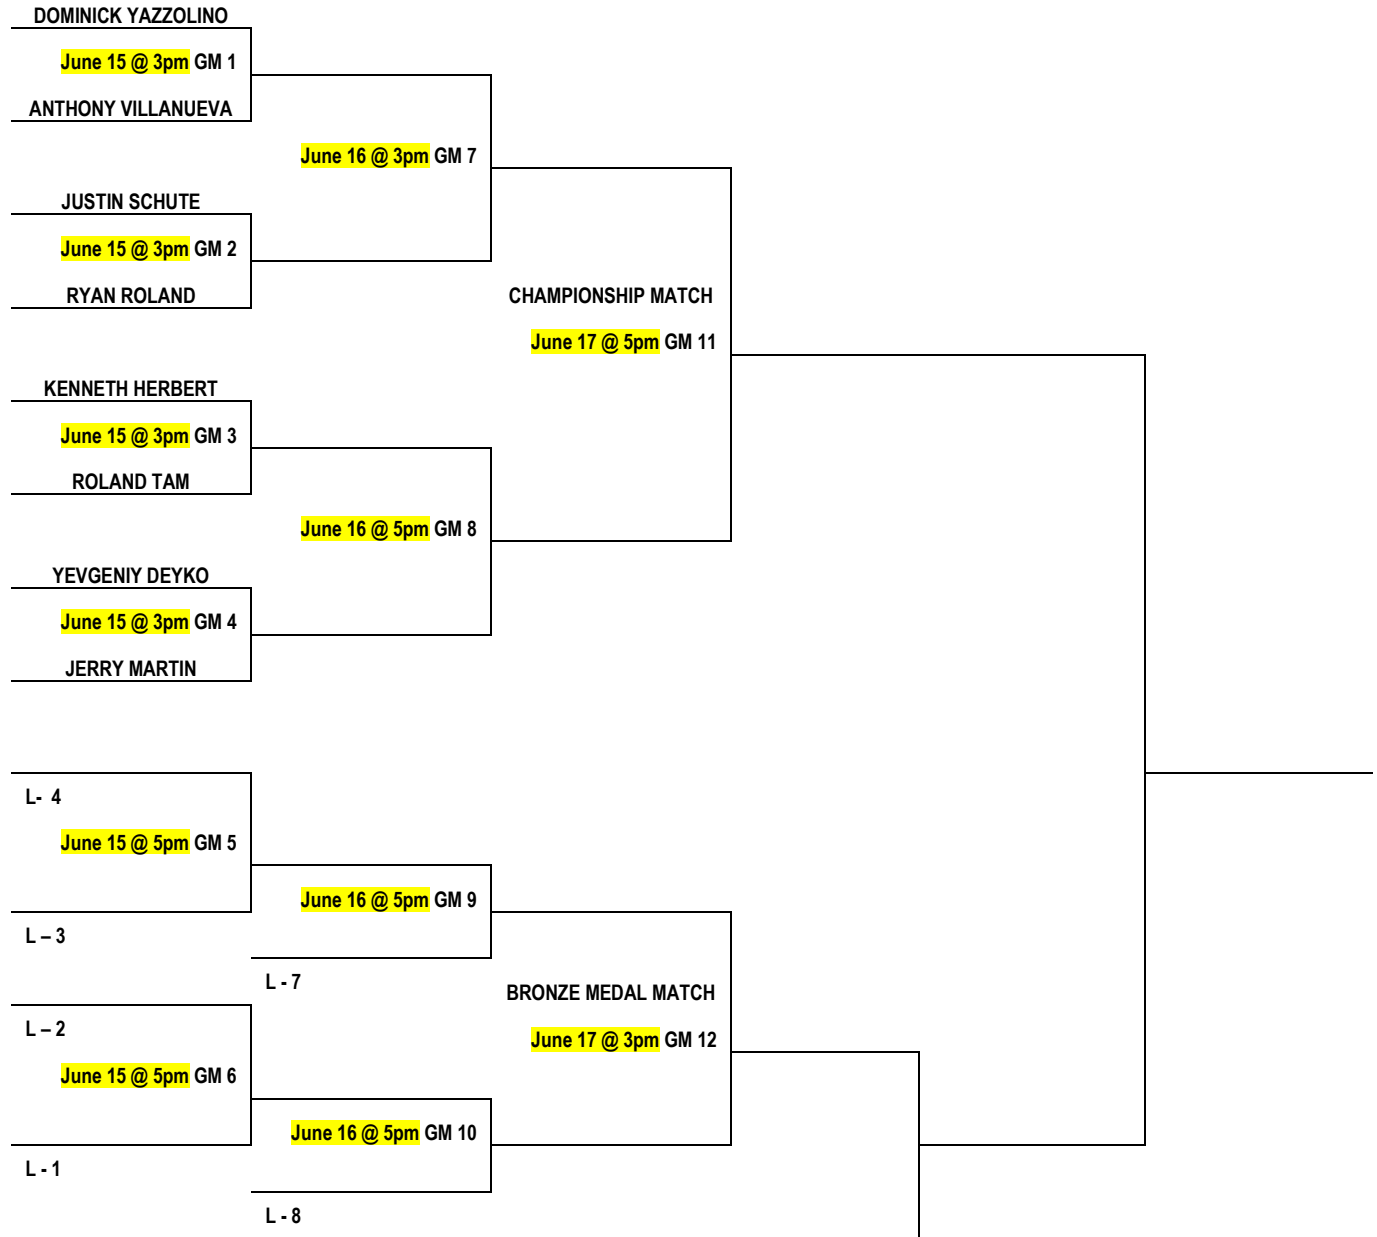 DOMINICK YAZZOLINO
June 15 @ 3pm GM 1
ANTHONY VILLANUEVA
June 16 @ 3pm GM 7
JUSTIN SCHUTE
June 15 @ 3pm GM 2
RYAN ROLAND
CHAMPIONSHIP MATCH
June 17 @ 5pm GM 11
KENNETH HERBERT
June 15 @ 3pm GM 3
ROLAND TAM
June 16 @ 5pm GM 8
YEVGENIY DEYKO
June 15 @ 3pm GM 4
JERRY MARTIN
L- 4
June 15 @ 5pm GM 5
June 16 @ 5pm GM 9
L – 3
L - 7
BRONZE MEDAL MATCH
L – 2
June 17 @ 3pm GM 12
June 15 @ 5pm GM 6
June 16 @ 5pm GM 10
L - 1
L - 8